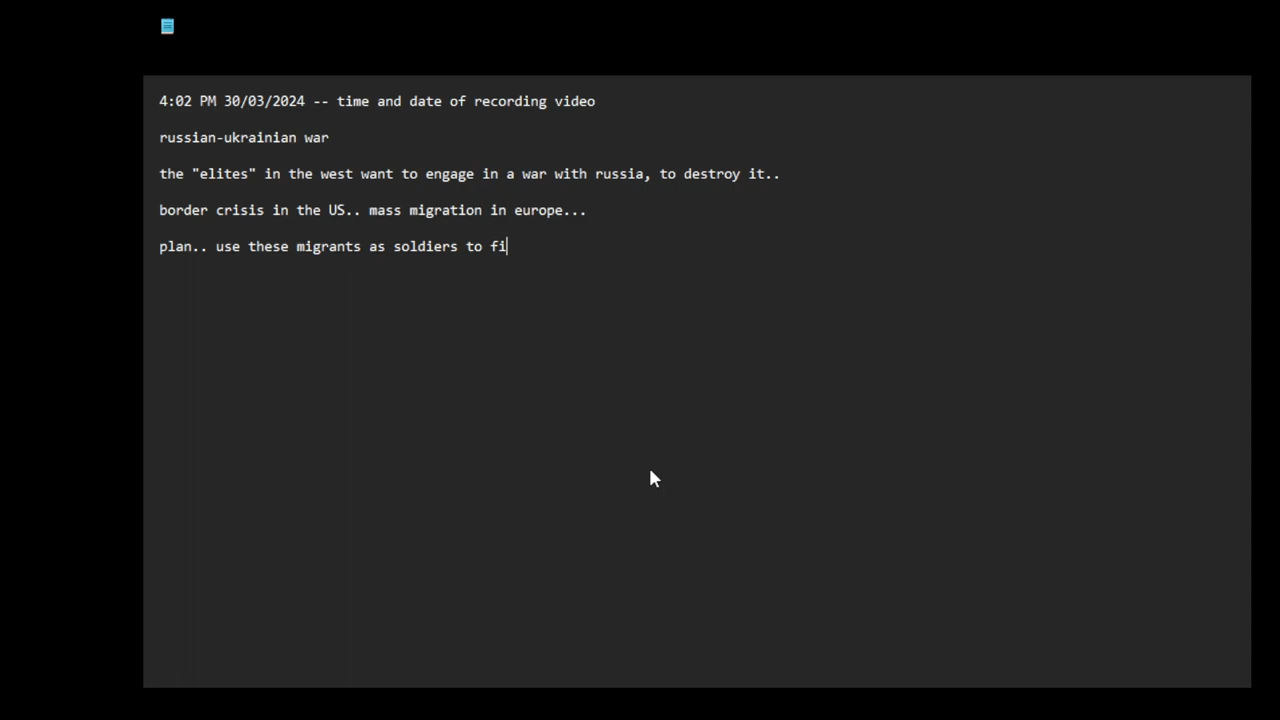 4:02 PM 30/03/2024 -- time and date of recording video
russian-ukrainian war
the "elites" in the west want to engage in a war with russia, to destroy it..
border crisis in the US.. mass migration in europe...
plan.. use these migrants as soldiers to fi